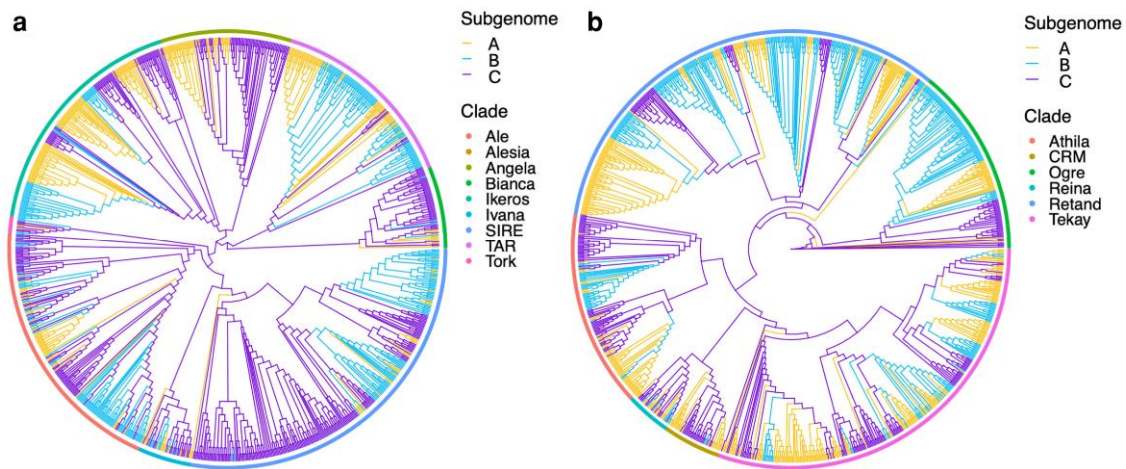 a
Subgenome
A
B
C
Clade
Ale
Alesia
Angela
Bianca
Ikeros
Ivana
SIRE
TAR
Tork
b
Subgenome
A
B
C
Clade
Athila
CRM
Ogre
Reina
Retand
Tekay